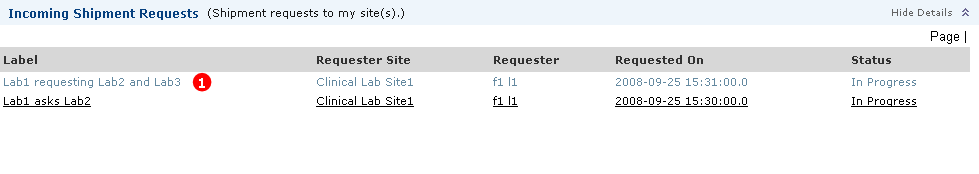 Incoming Shipment Requests (Shipment requests to my site(s).) Hide Details
Page |
Label Requester Site Requester Requested On Status
Lab1 requesting Lab2 and Lab3 1 Clinical Lab Site1 f1 l1 2008-09-25 15:31:00.0 In Progress
Lab1 asks Lab2 Clinical Lab Site1 f1 l1 2008-09-25 15:30:00.0 In Progress